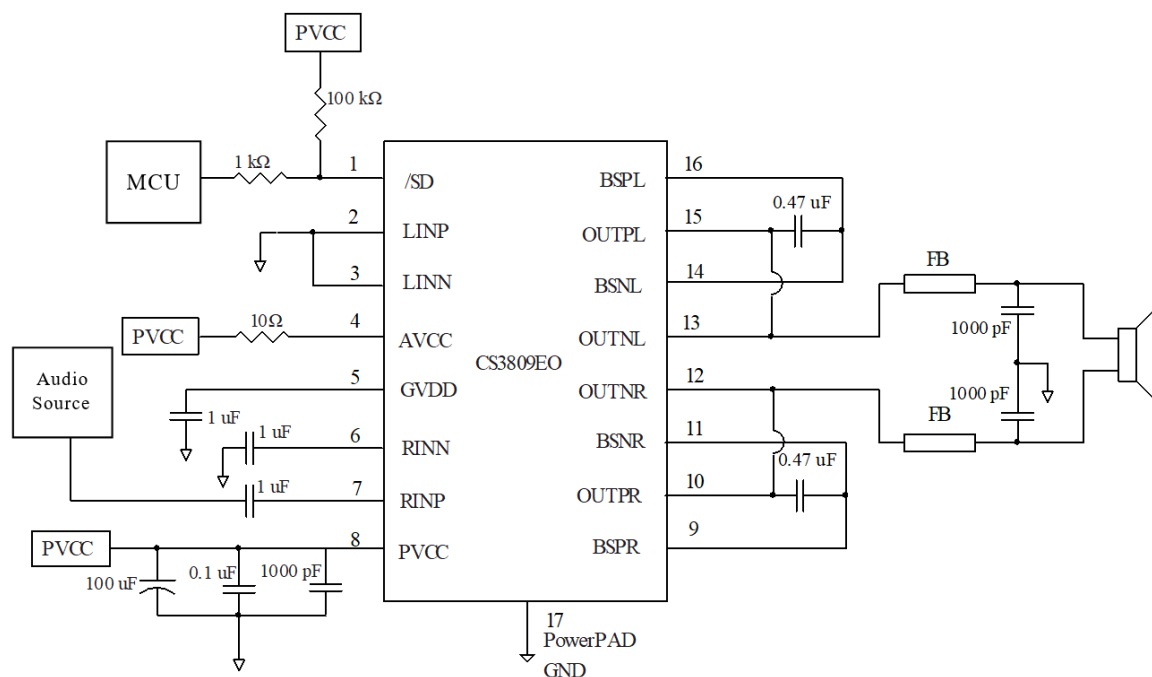 PVCC
100 kΩ
MCU
1 kΩ
1
/SD
2
LINP
3
LINN
PVCC
10Ω
4
AVCC
Audio
Source
5
GVDD
1 uF
6
RINN
1 uF
7
RINP
1 uF
PVCC
8
PVCC
100 uF
0.1 uF
1000 pF
CS3809EO
17
PowerPAD
GND
16
BSPL
0.47 uF
15
OUTPL
14
BSNL
13
OUTNL
12
OUTNR
11
BSNR
0.47 uF
10
OUTPR
9
BSPR
FB
1000 pF
1000 pF
FB